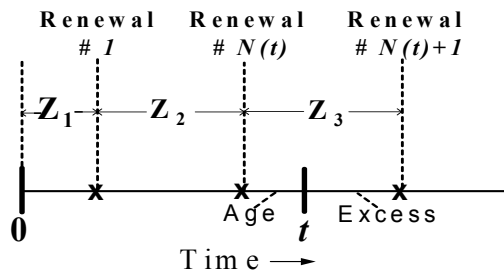 Renewal Renewal Renewal
# 1 # N(t) # N(t)+1
Z1 Z2 Z3
x x x
Age Excess
0 t
Time